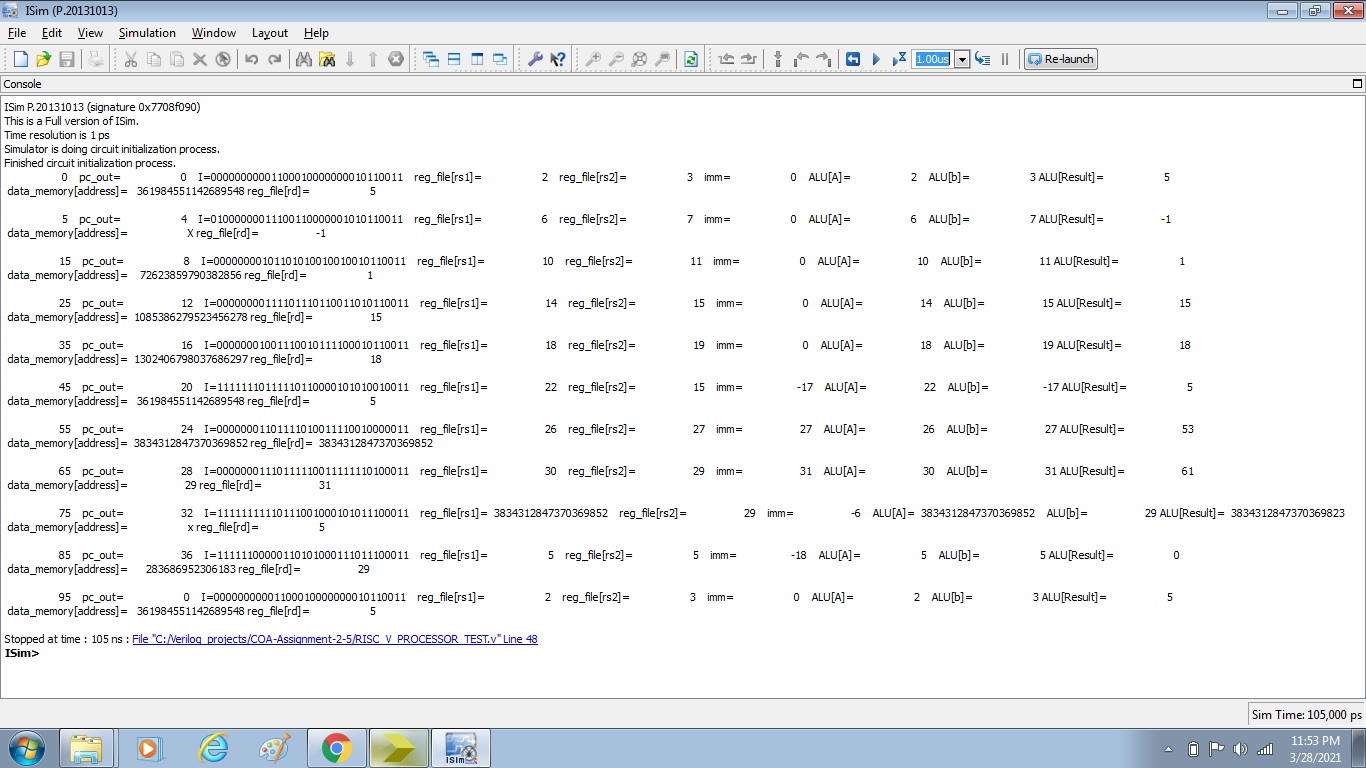 ISim (P.20131013)
File Edit View Simulation Window Layout Help
1.00us Re-launch
Console
ISim P.20131013 (signature 0x7708f090)
This is a Full version of ISim.
Time resolution is 1 ps
Simulator is doing circuit initialization process.
Finished circuit initialization process.
0 pc_out= 0 I=00000000001100010000000010110011 reg_file[rs1]= 2 reg_file[rs2]= 3 imm= 0 ALU[A]= 2 ALU[b]= 3 ALU[Result]= 5
data_memory[address]= 361984551142689548 reg_file[rd]= 5
5 pc_out= 4 I=01000000011100110000001010110011 reg_file[rs1]= 6 reg_file[rs2]= 7 imm= 0 ALU[A]= 6 ALU[b]= 7 ALU[Result]= -1
data_memory[address]= X reg_file[rd]= -1
15 pc_out= 8 I=00000000101101010010010010110011 reg_file[rs1]= 10 reg_file[rs2]= 11 imm= 0 ALU[A]= 10 ALU[b]= 11 ALU[Result]= 1
data_memory[address]= 72623859790382856 reg_file[rd]= 1
25 pc_out= 12 I=00000000111101110110011010110011 reg_file[rs1]= 14 reg_file[rs2]= 15 imm= 0 ALU[A]= 14 ALU[b]= 15 ALU[Result]= 15
data_memory[address]= 1085386279523456278 reg_file[rd]= 15
35 pc_out= 16 I=00000001001110010111100010110011 reg_file[rs1]= 18 reg_file[rs2]= 19 imm= 0 ALU[A]= 18 ALU[b]= 19 ALU[Result]= 18
data_memory[address]= 1302406798037686297 reg_file[rd]= 18
45 pc_out= 20 I=11111110111110110000101010010011 reg_file[rs1]= 22 reg_file[rs2]= 15 imm= -17 ALU[A]= 22 ALU[b]= -17 ALU[Result]= 5
data_memory[address]= 361984551142689548 reg_file[rd]= 5
55 pc_out= 24 I=00000001101111010011110010000011 reg_file[rs1]= 26 reg_file[rs2]= 27 imm= 27 ALU[A]= 26 ALU[b]= 27 ALU[Result]= 53
data_memory[address]= 3834312847370369852 reg_file[rd]= 3834312847370369852
65 pc_out= 28 I=00000001110111110011111110100011 reg_file[rs1]= 30 reg_file[rs2]= 29 imm= 31 ALU[A]= 30 ALU[b]= 31 ALU[Result]= 61
data_memory[address]= 29 reg_file[rd]= 31
75 pc_out= 32 I=11111111110111001000101011100011 reg_file[rs1]= 3834312847370369852 reg_file[rs2]= 29 imm= -6 ALU[A]= 3834312847370369852 ALU[b]= 29 ALU[Result]= 3834312847370369823
data_memory[address]= x reg_file[rd]= 5
85 pc_out= 36 I=11111100000110101000111011100011 reg_file[rs1]= 5 reg_file[rs2]= 5 imm= -18 ALU[A]= 5 ALU[b]= 5 ALU[Result]= 0
data_memory[address]= 283686952306183 reg_file[rd]= 29
95 pc_out= 0 I=00000000001100010000000010110011 reg_file[rs1]= 2 reg_file[rs2]= 3 imm= 0 ALU[A]= 2 ALU[b]= 3 ALU[Result]= 5
data_memory[address]= 361984551142689548 reg_file[rd]= 5
Stopped at time : 105 ns : File "C:/Verilog_projects/COA-Assignment-2-5/RISC_V_PROCESSOR_TEST.v" Line 48
ISim>
Sim Time: 105,000 ps
ISim
11:53 PM
3/28/2021